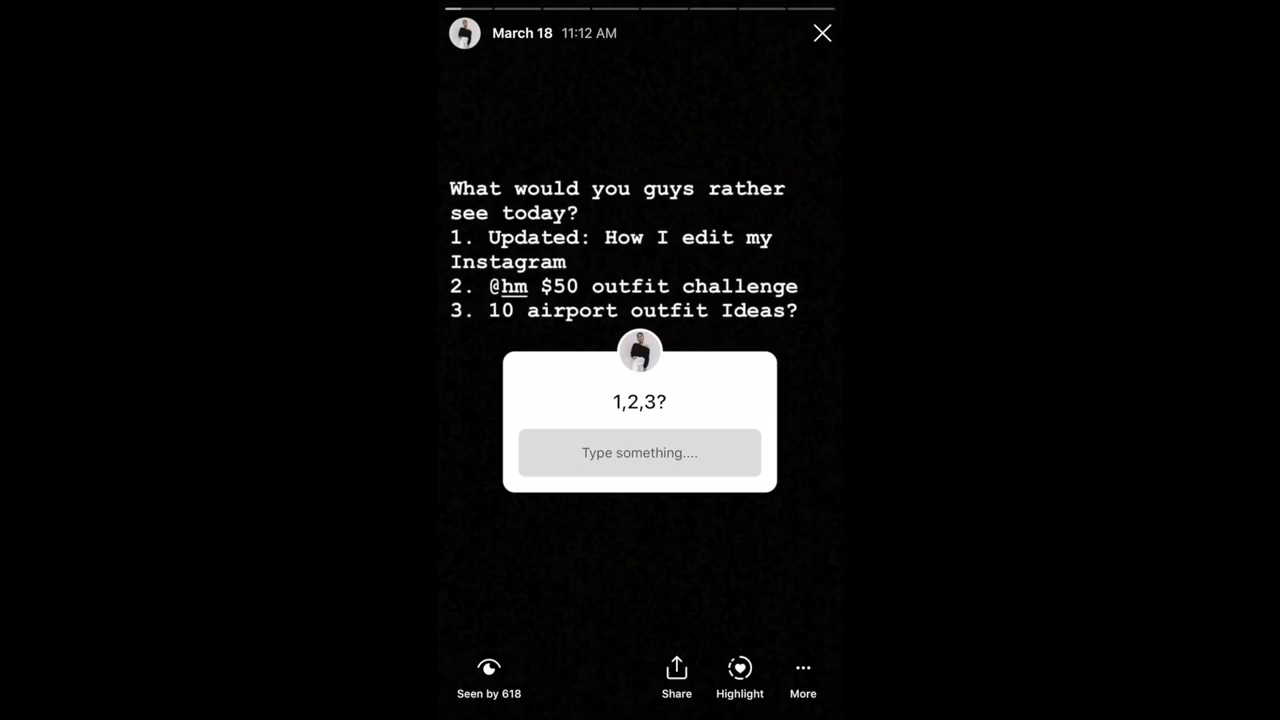 March 18 11:12 AM
What would you guys rather
see today?
1. Updated: How I edit my
Instagram
2. @hm $50 outfit challenge
3. 10 airport outfit Ideas?
1,2,3?
Type something....
Seen by 618 Share Highlight More